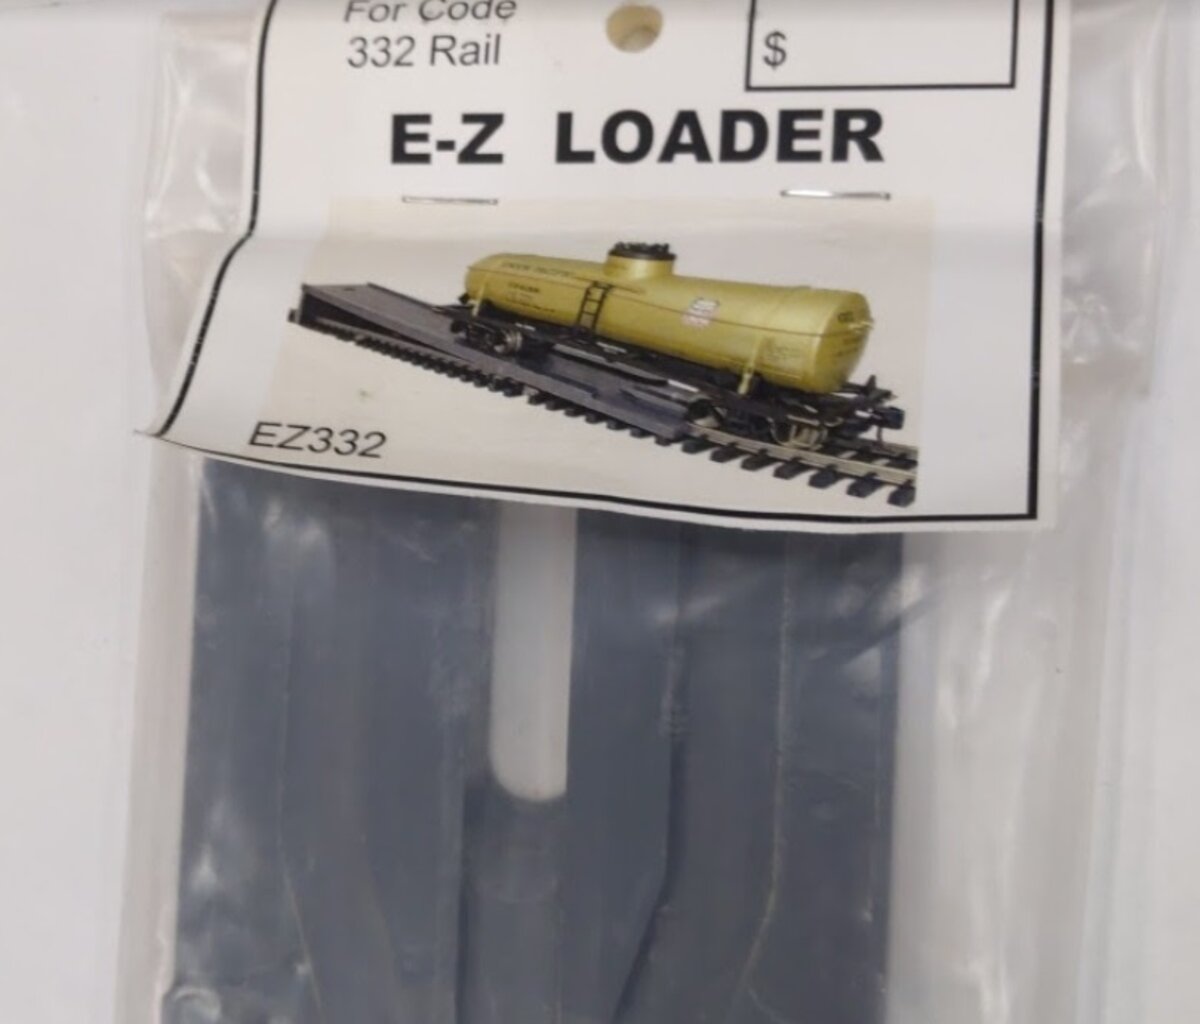 For Code
332 Rail
$
E-Z LOADER
EZ332